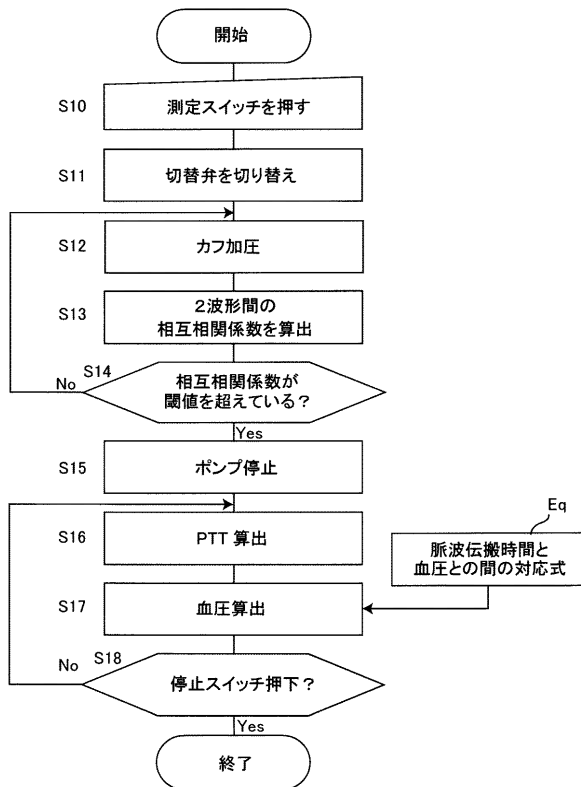 開始
S10
測定スイッチを押す
S11
切替弁を切り替え
S12
カフ加圧
S13
2波形間の
相互相関係数を算出
S14
No
相互相関係数が
閾値を超えている？
Yes
S15
ポンプ停止
S16
PTT 算出
Eq
脈波伝搬時間と
血圧との間の対応式
S17
血圧算出
S18
No
停止スイッチ押下？
Yes
終了